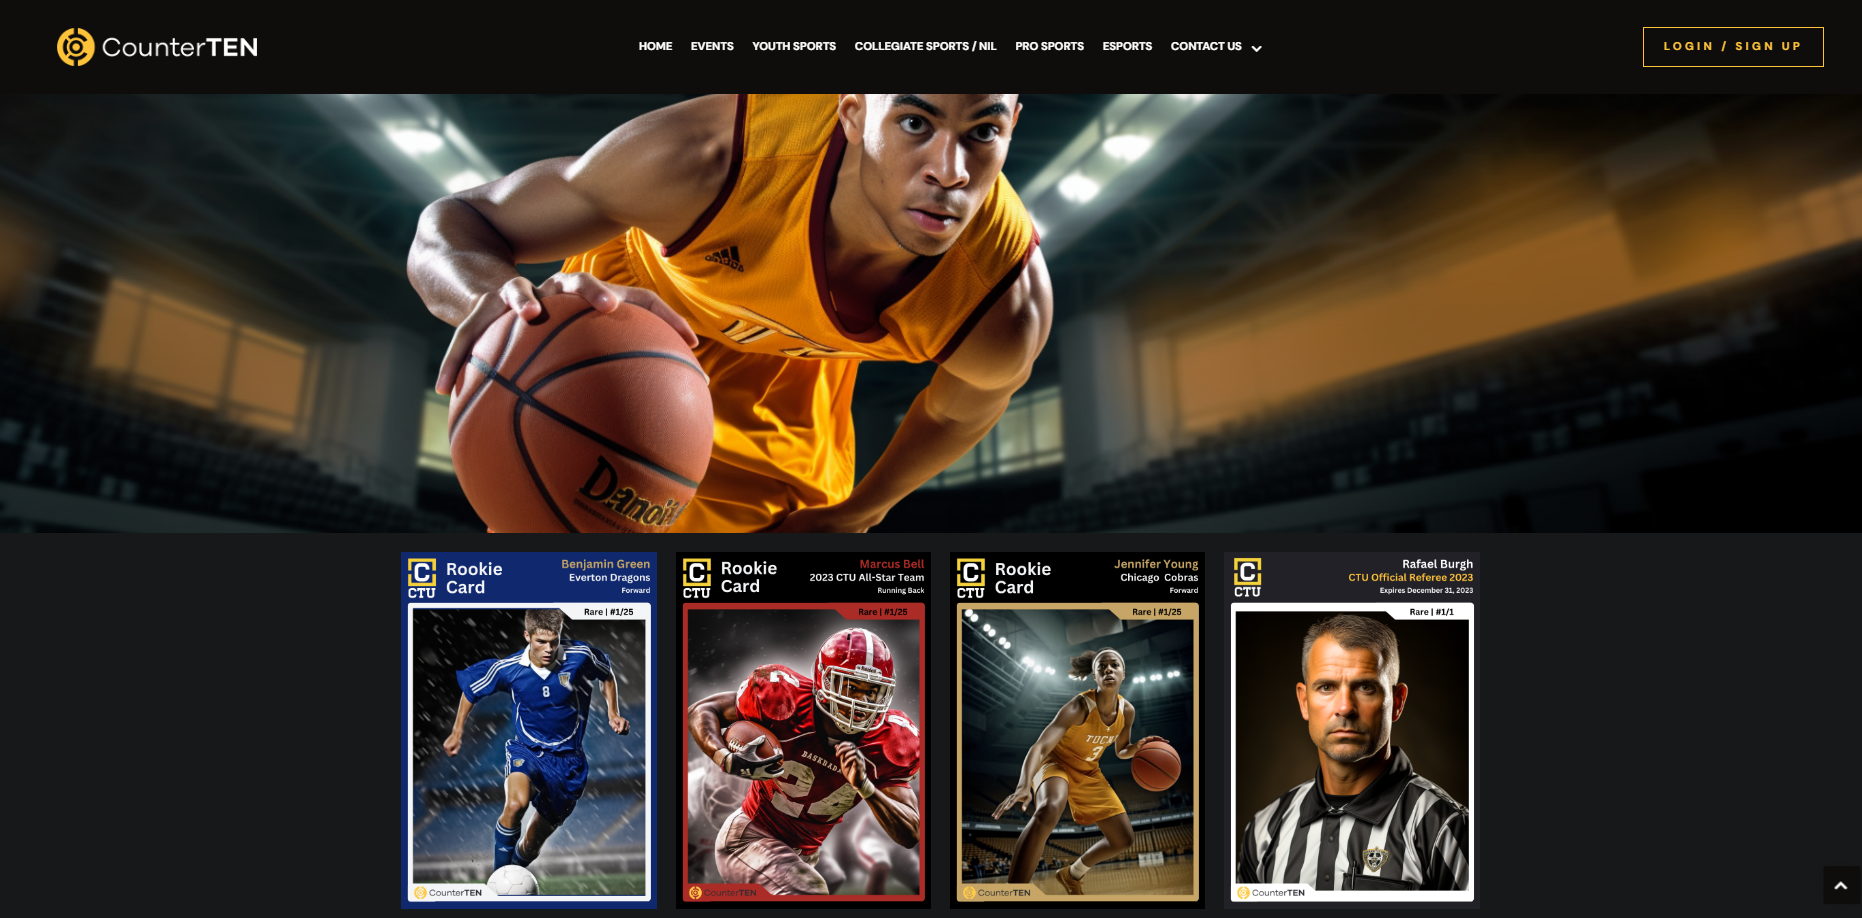 CounterTEN
HOME EVENTS YOUTH SPORTS COLLEGIATE SPORTS / NIL PRO SPORTS ESPORTS CONTACT US
LOGIN / SIGN UP
adidas
C
CTU
Rookie
Card
Benjamin Green
Everton Dragons
Forward
Rare | #1/25
8
CounterTEN
C
CTU
Rookie
Card
Marcus Bell
2023 CTU All-Star Team
Running Back
Rare | #1/25
CounterTEN
C
CTU
Rookie
Card
Jennifer Young
Chicago Cobras
Forward
Rare | #1/25
3
CounterTEN
C
CTU
Rafael Burgh
CTU Official Referee 2023
Expires December 31, 2023
Rare | #1/1
CounterTEN